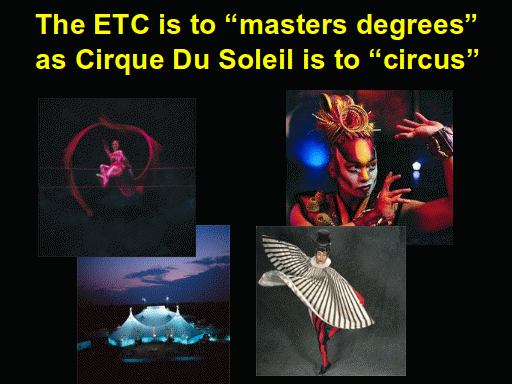 The ETC is to “masters degrees”
as Cirque Du Soleil is to “circus”